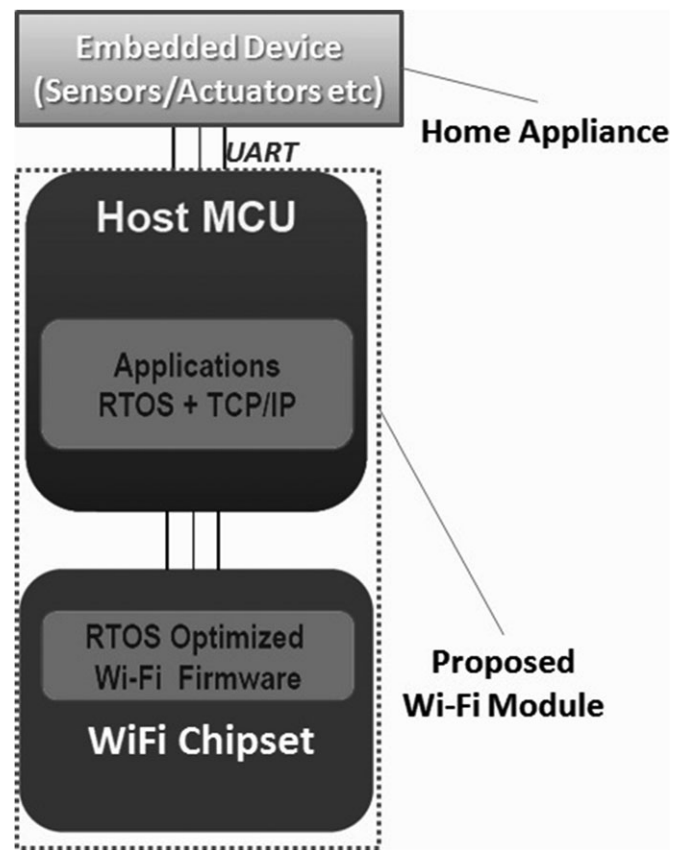 Embedded Device
(Sensors/Actuators etc)
Home Appliance
UART
Host MCU
Applications
RTOS + TCP/IP
RTOS Optimized
Wi-Fi Firmware
WiFi Chipset
Proposed
Wi-Fi Module